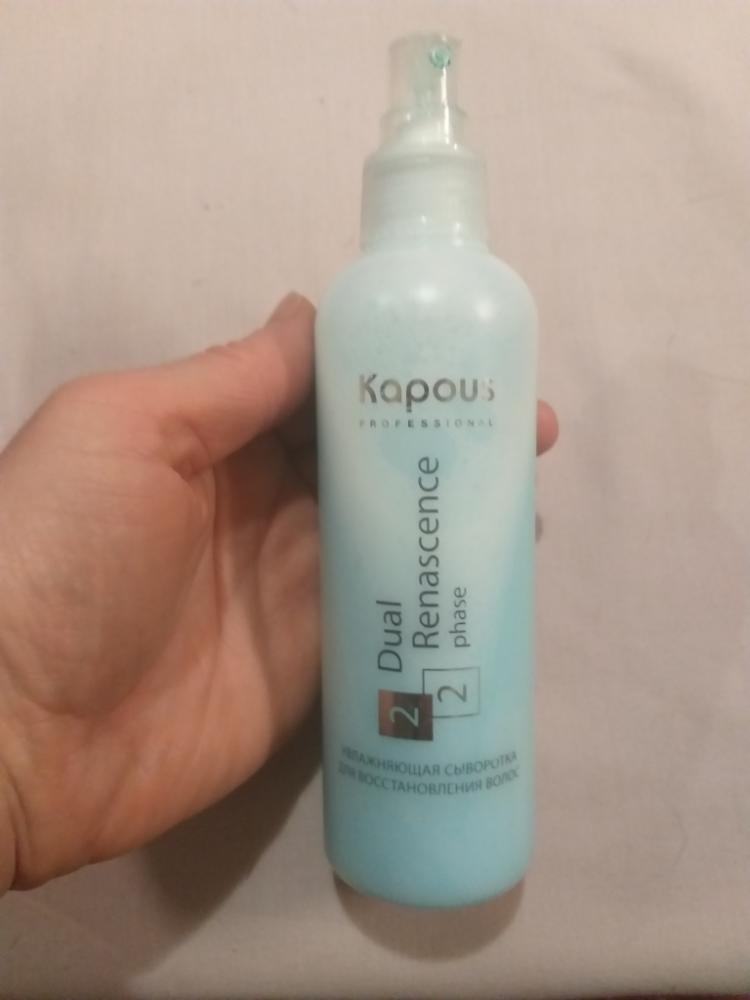 Kapous
PROFESSIONAL
2 Dual
2 Renascence
phase
УВЛАЖНЯЮЩАЯ СЫВОРОТКА
ДЛЯ ВОССТАНОВЛЕНИЯ ВОЛОС